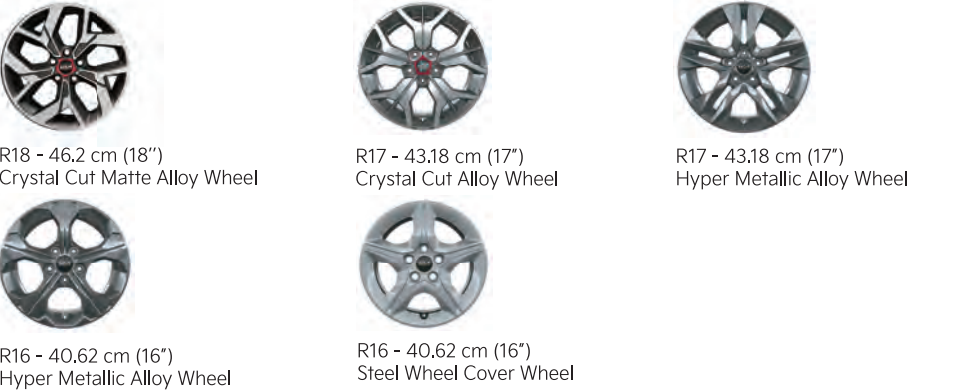 R18 - 46.2 cm (18’’)
Crystal Cut Matte Alloy Wheel
R17 - 43.18 cm (17”)
Crystal Cut Alloy Wheel
R17 - 43.18 cm (17”)
Hyper Metallic Alloy Wheel
R16 - 40.62 cm (16”)
Hyper Metallic Alloy Wheel
R16 - 40.62 cm (16”)
Steel Wheel Cover Wheel